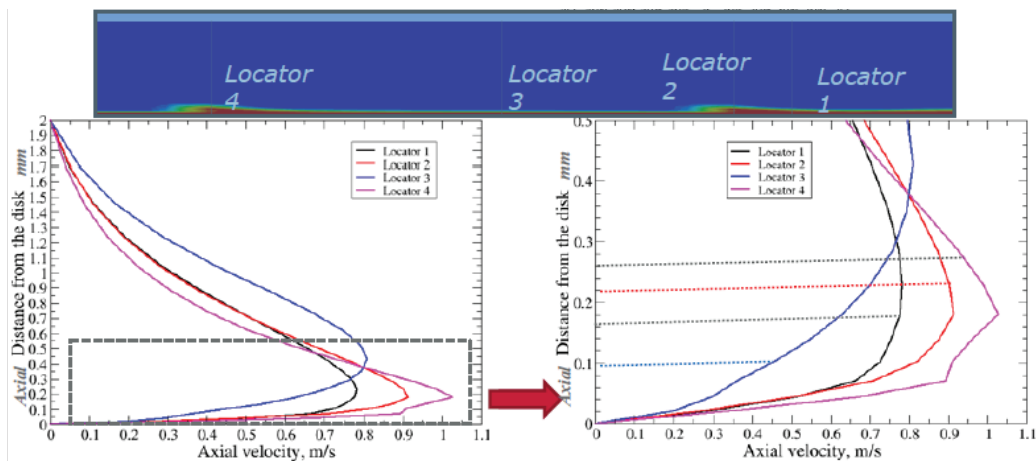 Locator
4
Locator
3
Locator
2
Locator
1
Axial Distance from the disk mm
2
1.9
1.8
1.7
1.5
1.4
1.3
1.2
1.1
1
0.9
0.8
0.7
0.6
0.5
0.4
0.3
0.2
0.1
0
Locator 1
Locator 2
Locator 3
Locator 4
0 0.1 0.2 0.3 0.4 0.5 0.6 0.7 0.8 0.9 1 1.1
Axial velocity, m/s
Axial Distance from the disk mm
0.5
0.4
0.3
0.2
0.1
0
Locator 1
Locator 2
Locator 3
Locator 4
0 0.1 0.2 0.3 0.4 0.5 0.6 0.7 0.8 0.9 1 1.1
Axial velocity, m/s